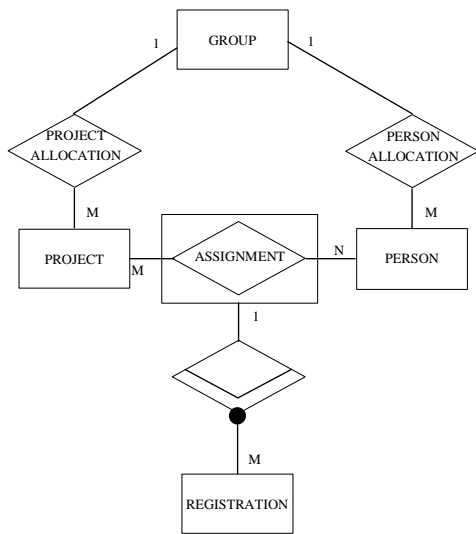 GROUP
1
1
PROJECT
ALLOCATION
PERSON
ALLOCATION
M
M
PROJECT
M
ASSIGNMENT
N
PERSON
1
M
REGISTRATION